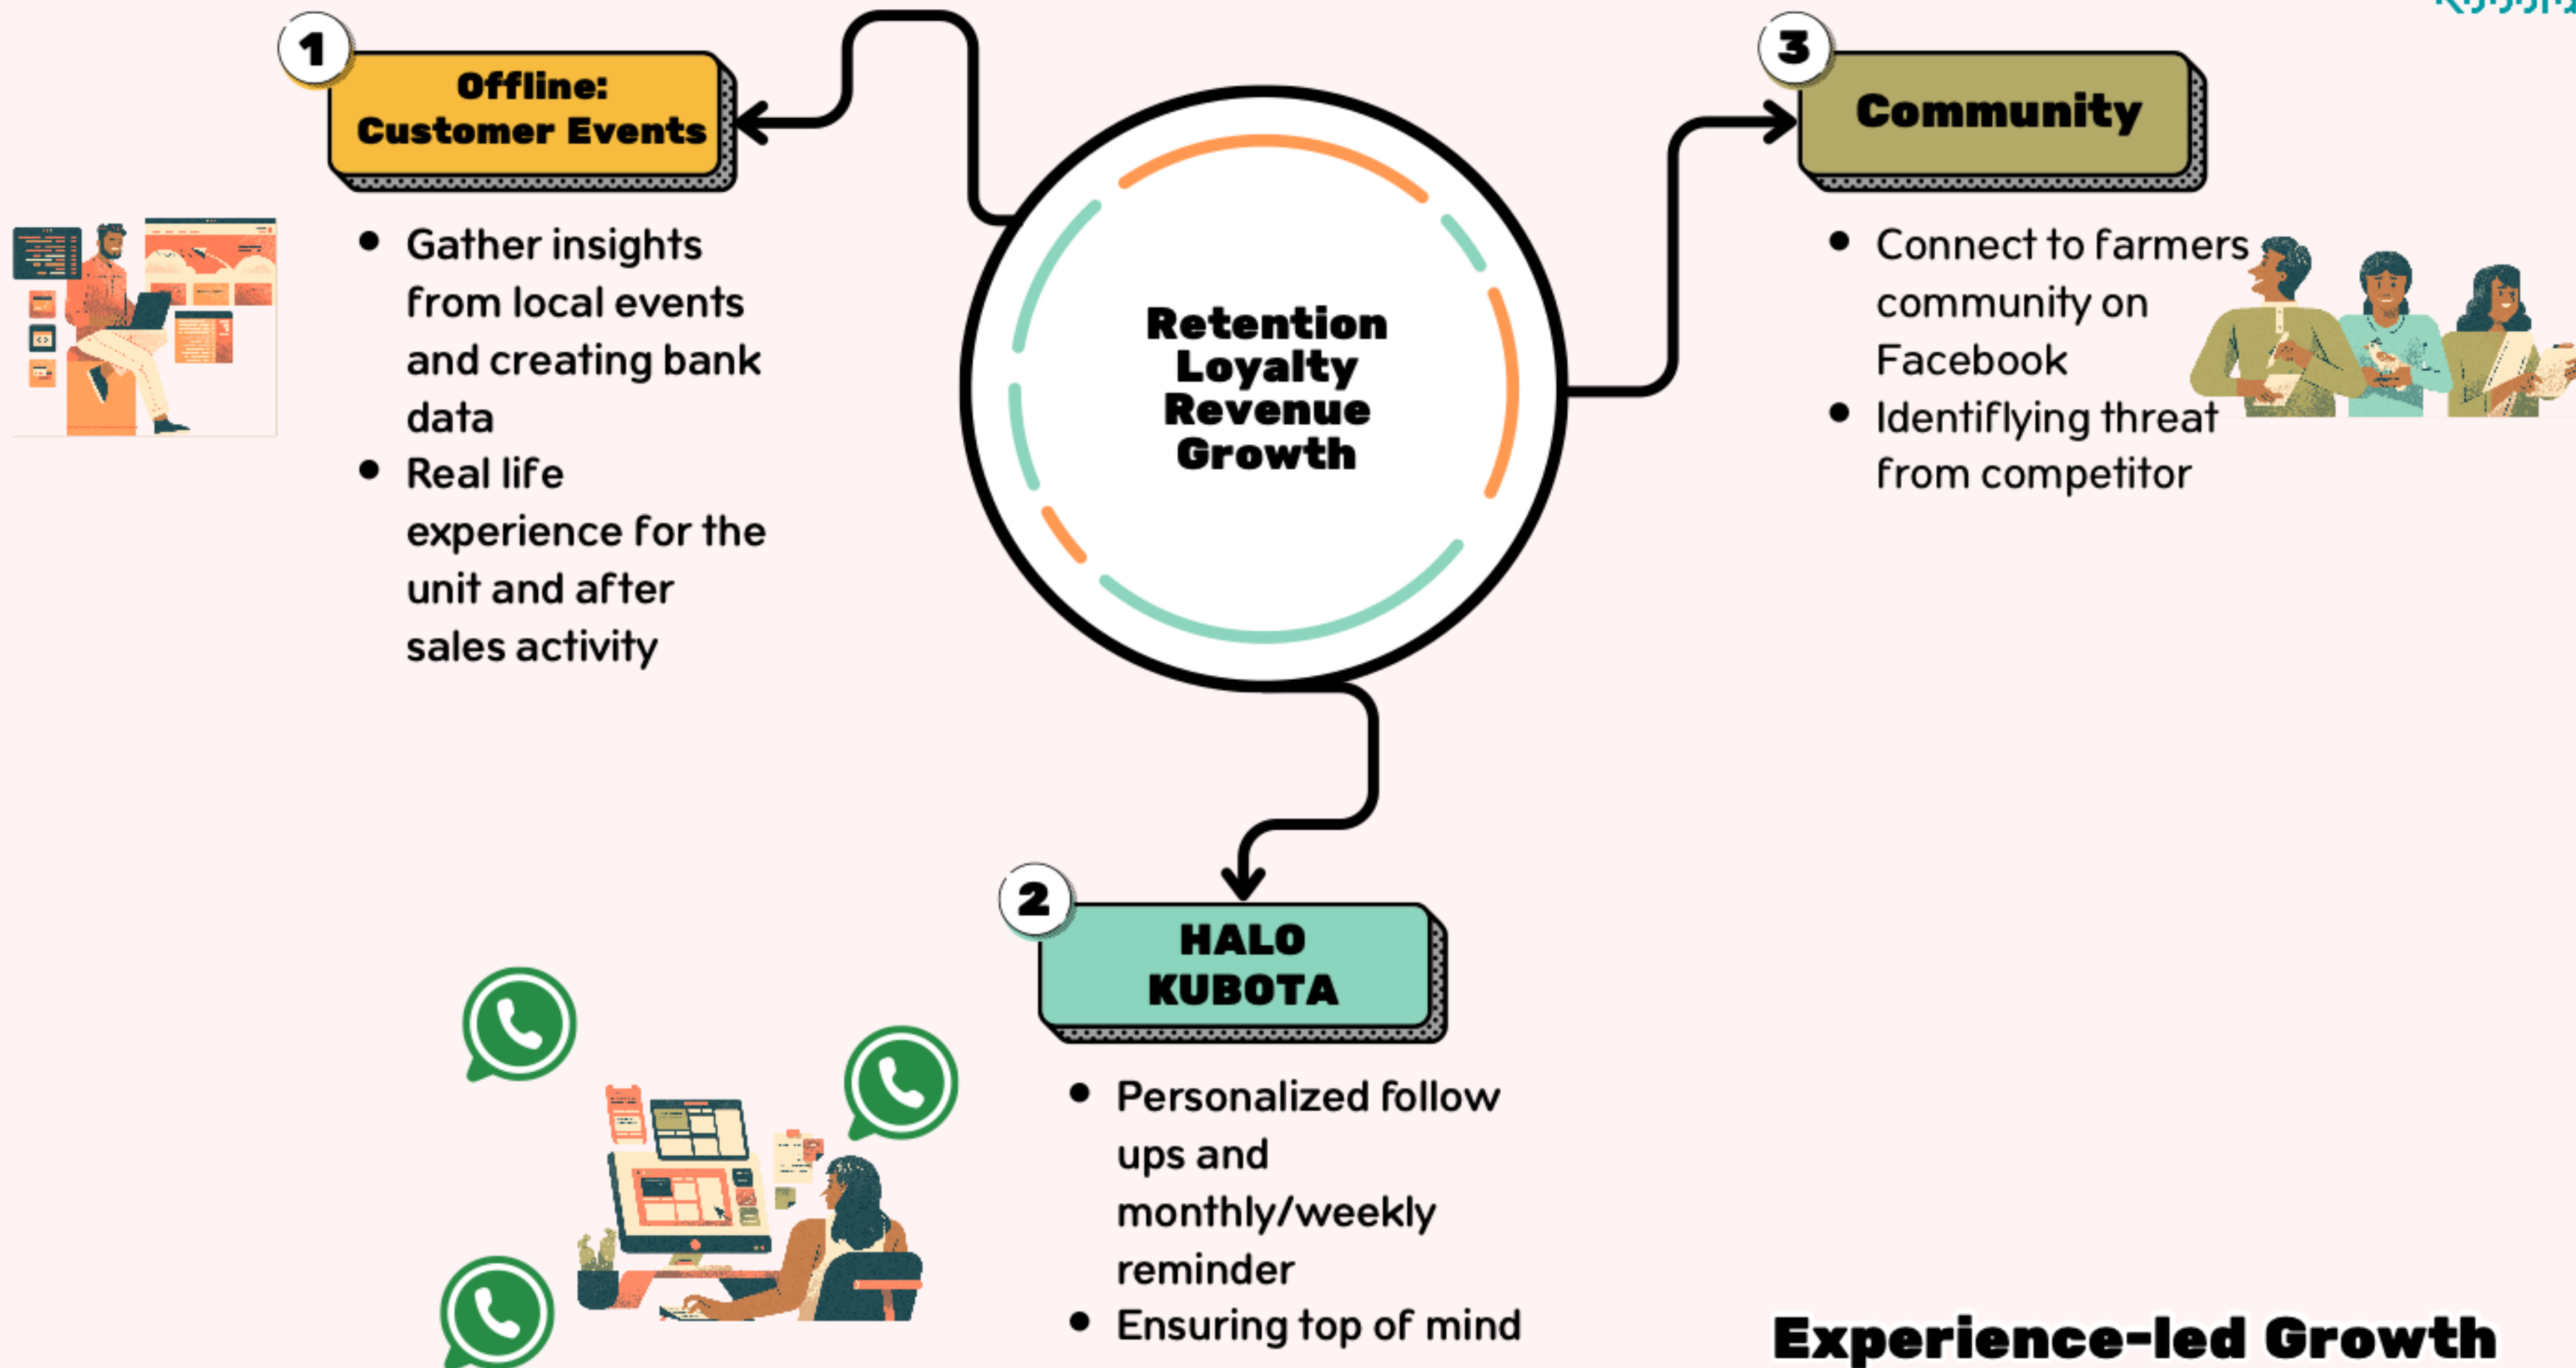 1
Offline:
Customer Events
Gather insights
from local events
and creating bank
data
Real life
experience for the
unit and after
sales activity
Retention
Loyalty
Revenue
Growth
3
Community
Connect to farmers
community on
Facebook
Identiflying threat
from competitor
2
HALO
KUBOTA
Personalized follow
ups and
monthly/weekly
reminder
Ensuring top of mind
Experience-led Growth